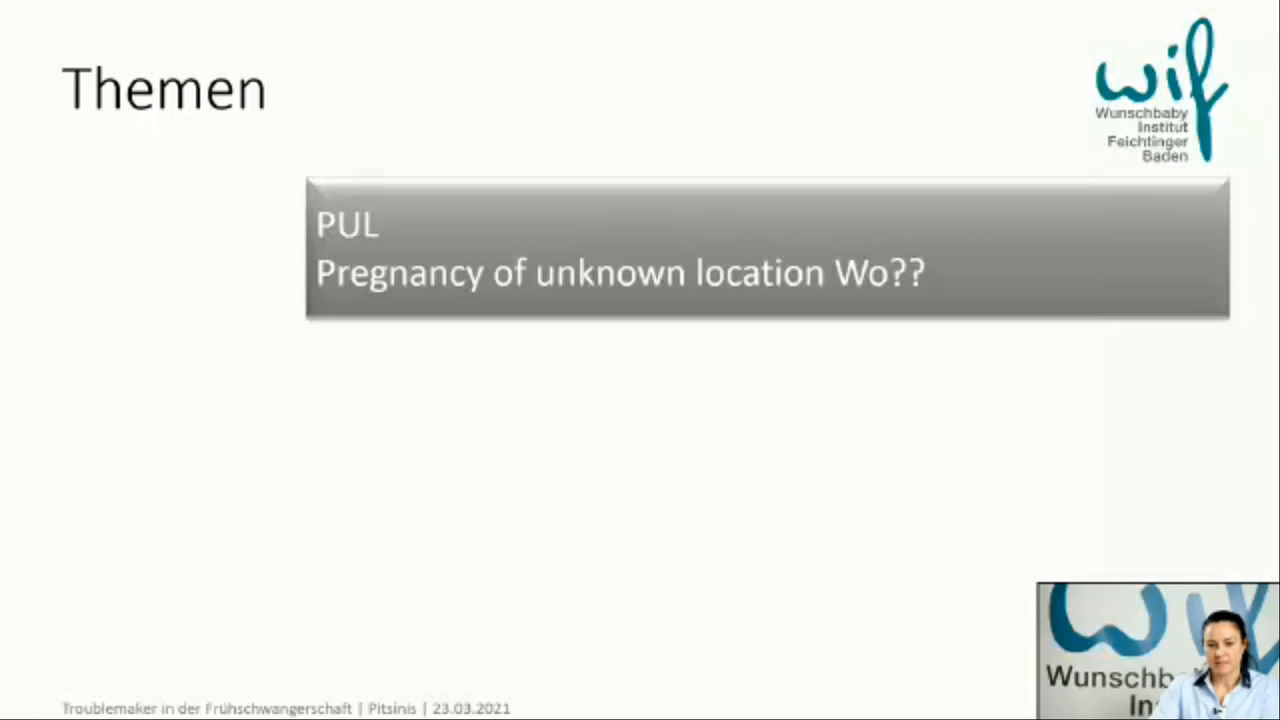 Themen
wif
Wunschbaby
Institut
Feichtinger
Baden
PUL
Pregnancy of unknown location Wo??
Wunschb
In
Troublemaker in der Frühschwangerschaft | Pitsinis | 23.03.2021